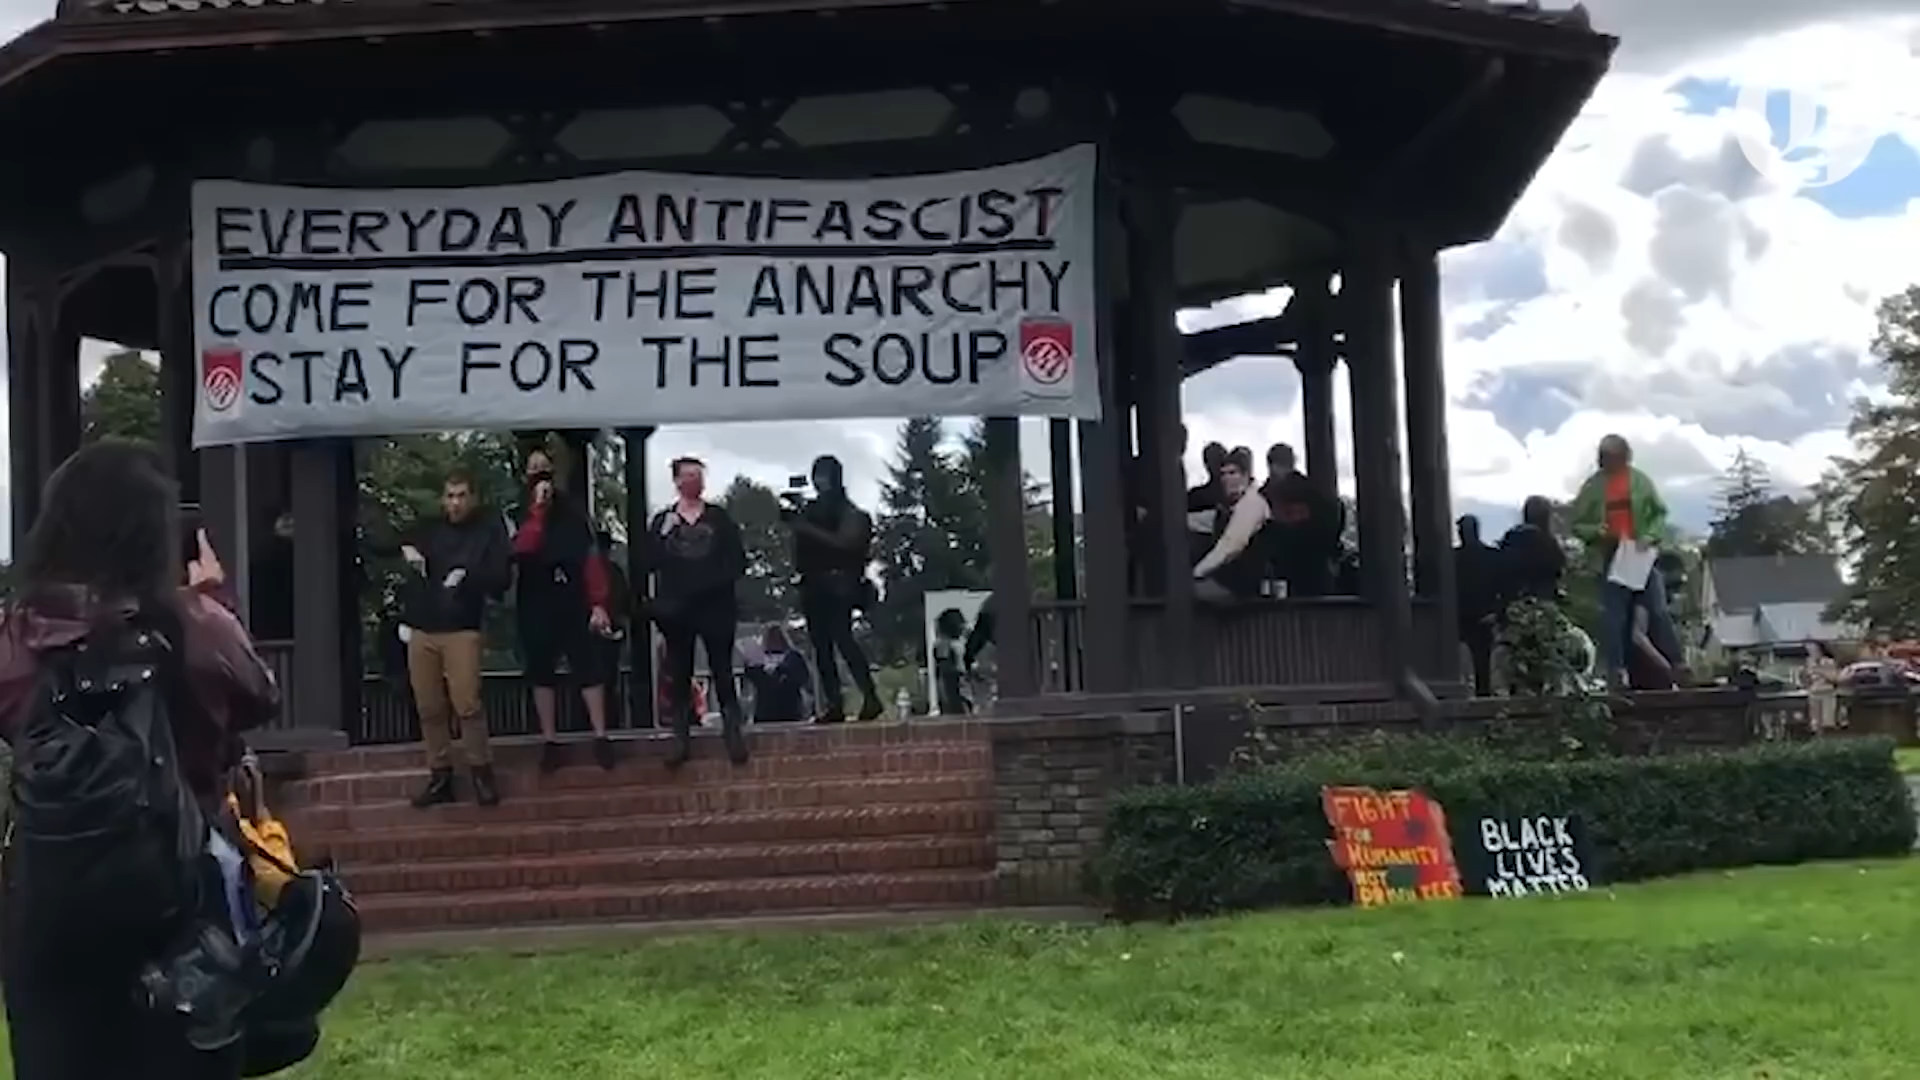 EVERYDAY ANTIFASCIST
COME FOR THE ANARCHY
STAY FOR THE SOUP
FIGHT
FOR
HUMANITY
NOT
BLACK
LIVES
MATTER